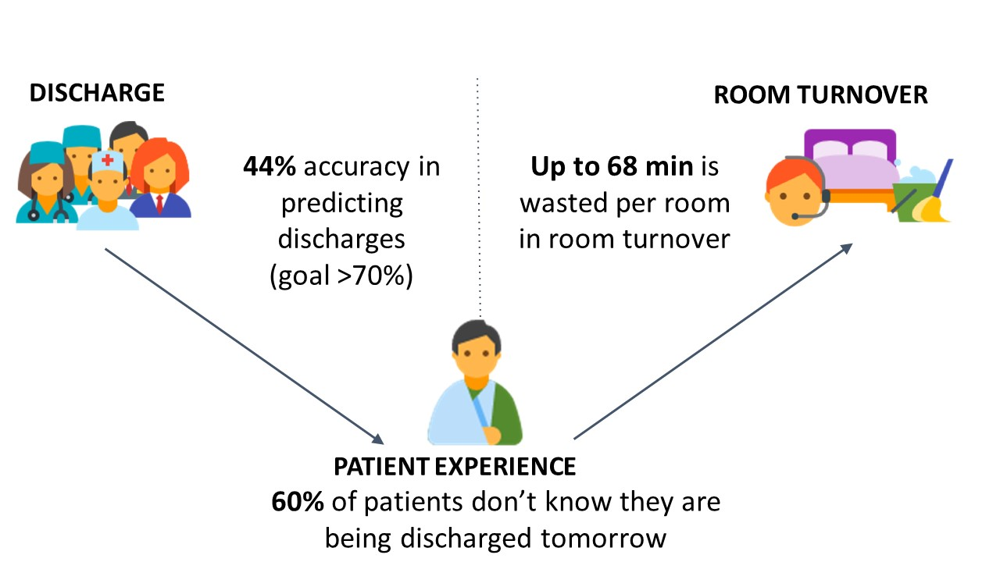 DISCHARGE
44% accuracy in
predicting
discharges
(goal >70%)
Up to 68 min is
wasted per room
in room turnover
ROOM TURNOVER
PATIENT EXPERIENCE
60% of patients don’t know they are
being discharged tomorrow